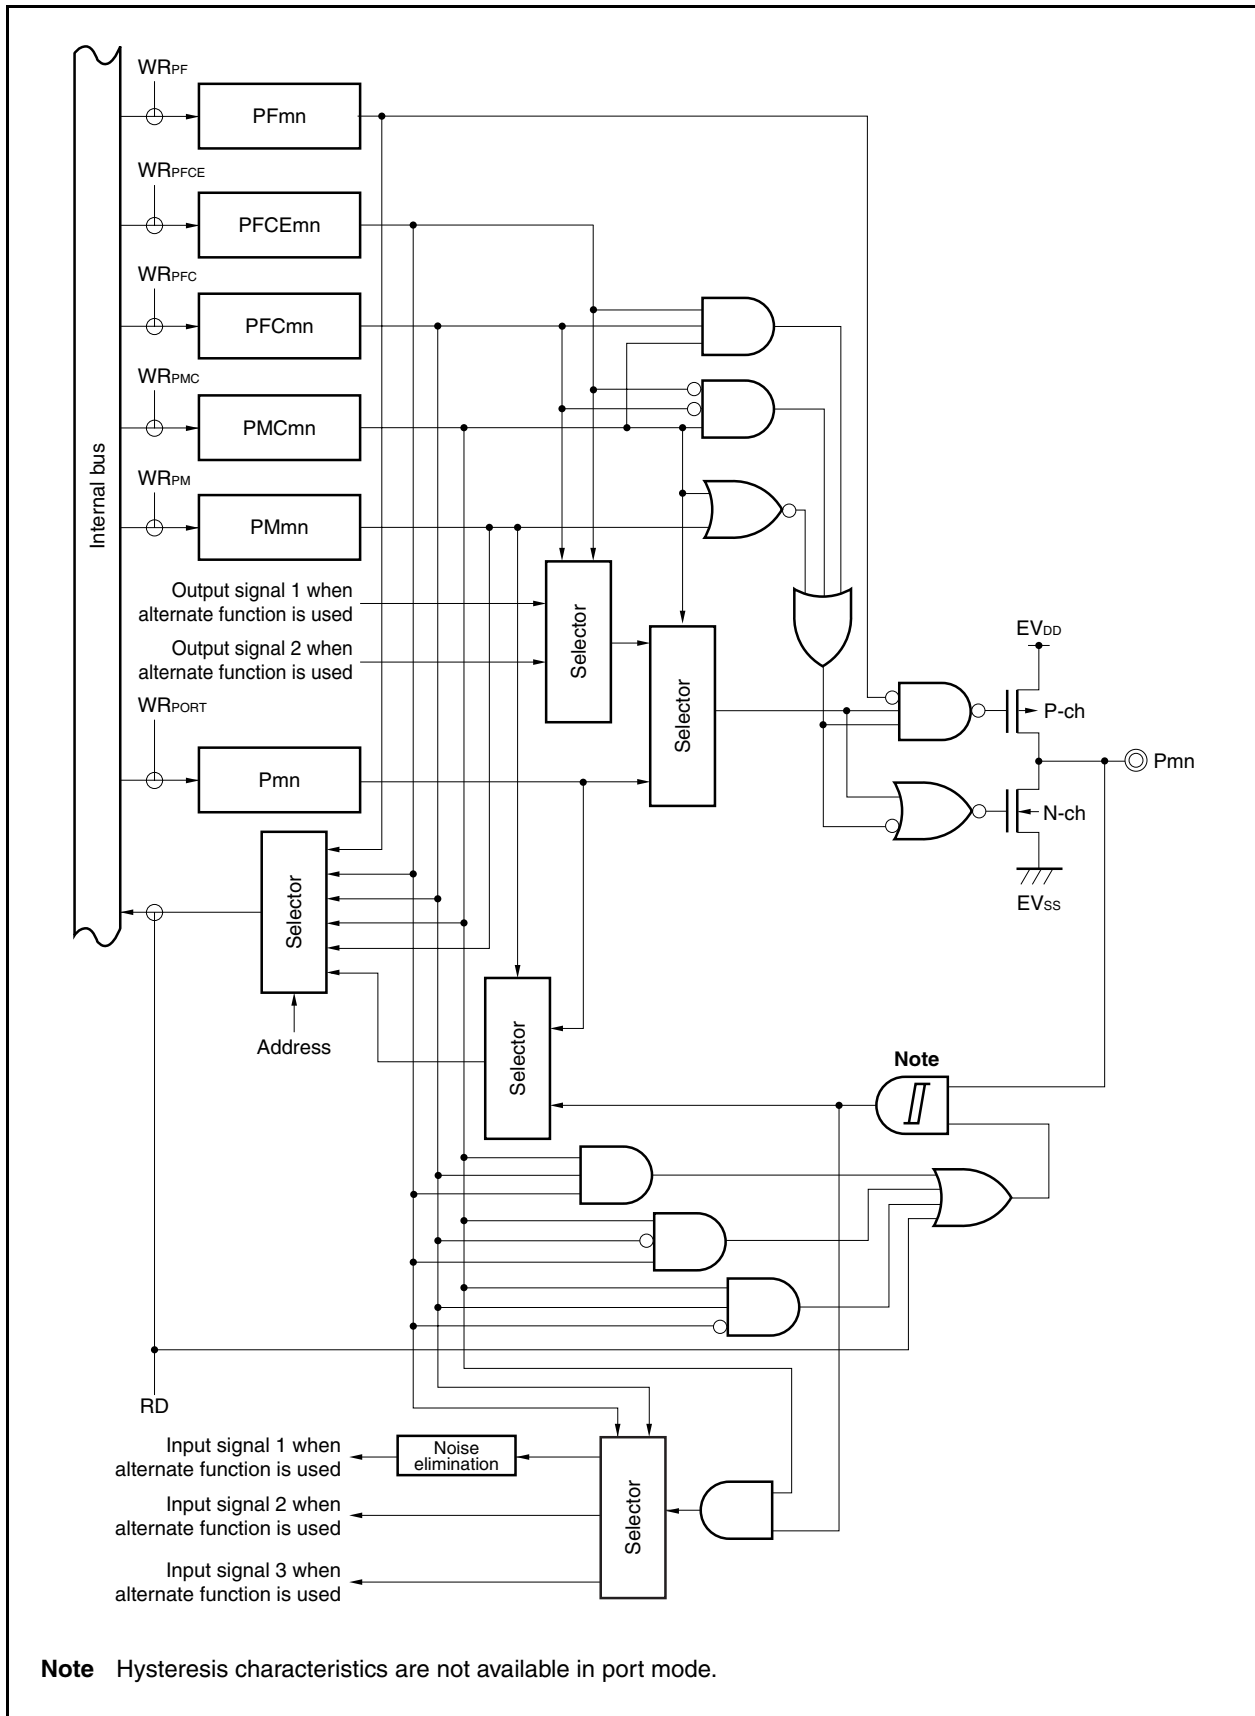 WRPF
PFmn
WRPFCE
PFCEmn
WRPFC
PFCmn
WRPMC
PMCmn
Internal bus
WRPM
PMmn
Output signal 1 when
alternate function is used
Output signal 2 when
alternate function is used
Selector
Selector
EVDD
P-ch
Pmn
N-ch
EVSS
WRPORT
Pmn
Selector
Address
Selector
Note
RD
Input signal 1 when
alternate function is used
Noise
elimination
Input signal 2 when
alternate function is used
Selector
Input signal 3 when
alternate function is used
Note Hysteresis characteristics are not available in port mode.